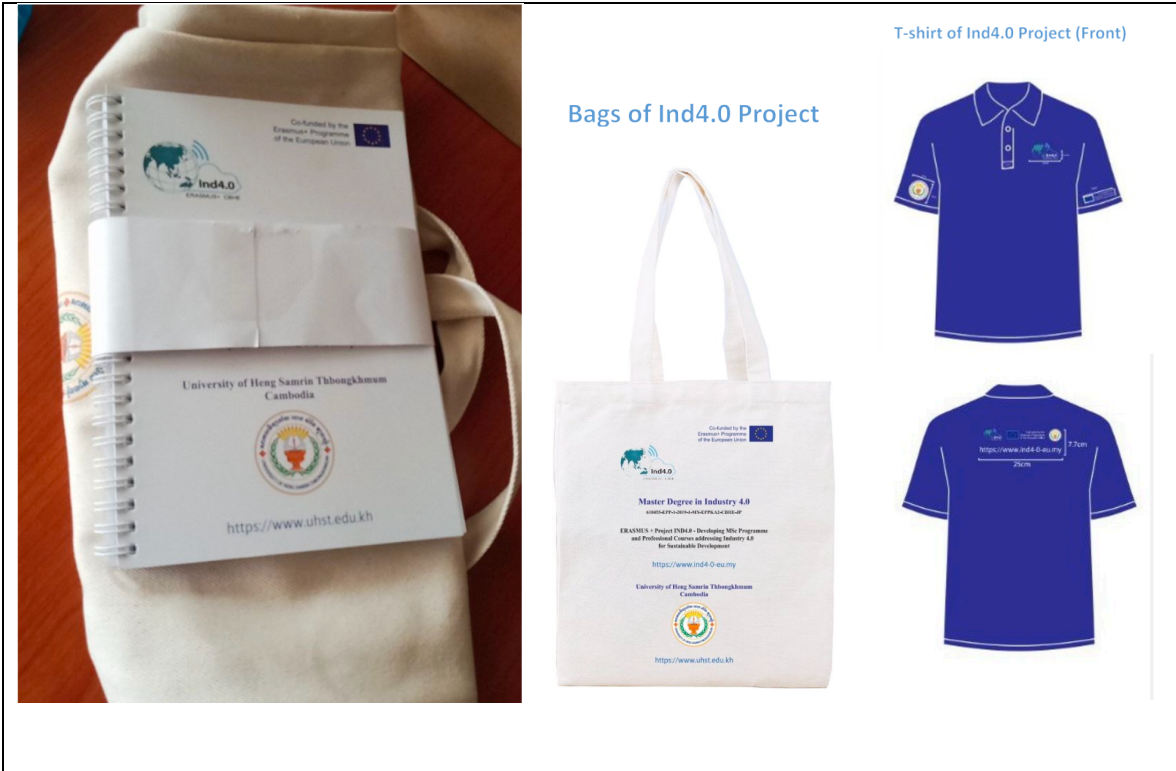 Co-funded by the
Erasmus+ Programme
of the European Union
Ind4.0
ERASMUS+ CBHE
University of Heng Samrin Thbongkhmum
Cambodia
https://www.uhst.edu.kh
Bags of Ind4.0 Project
Co-funded by the
Erasmus+ Programme
of the European Union
Ind4.0
Master Degree in Industry 4.0
ERASMUS + Project IND4.0 - Developing MSc Programme
and Professional Courses addressing Industry 4.0
for Sustainable Development
https://www.ind4-0-eu.my
University of Heng Samrin Thbongkhmum
Cambodia
https://www.uhst.edu.kh
T-shirt of Ind4.0 Project (Front)
https://www.ind4-0-eu.my
7.7cm
25cm